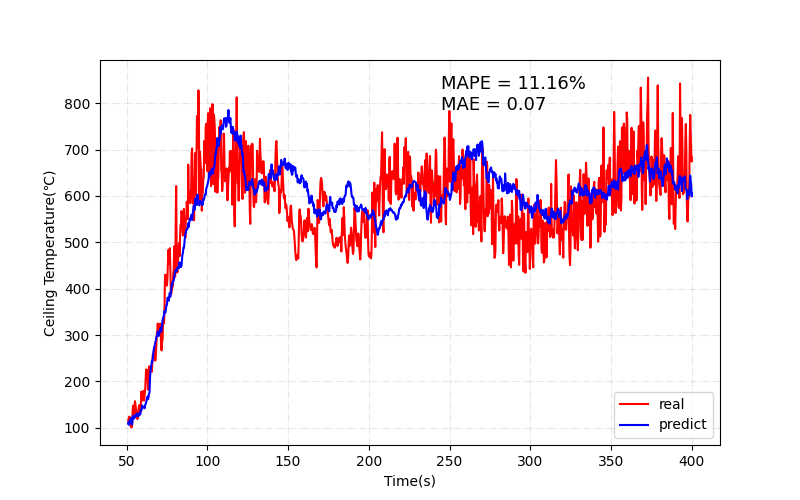 MAPE = 11.16%
MAE = 0.07
800
700
600
500
400
300
200
100
Ceiling Temperature(℃)
real
predict
50 100 150 200 250 300 350 400
Time(s)